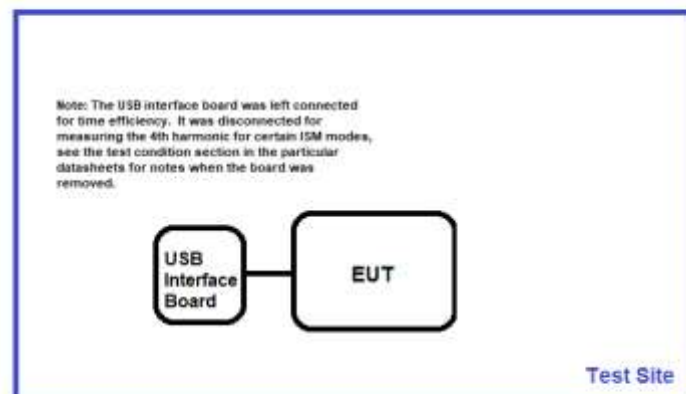 Note: The USB interface board was left connected
for time efficiency. It was disconnected for
measuring the 4th harmonic for certain ISM modes,
see the test condition section in the particular
datasheets for notes when the board was
removed.
USB
Interface
Board
EUT
Test Site